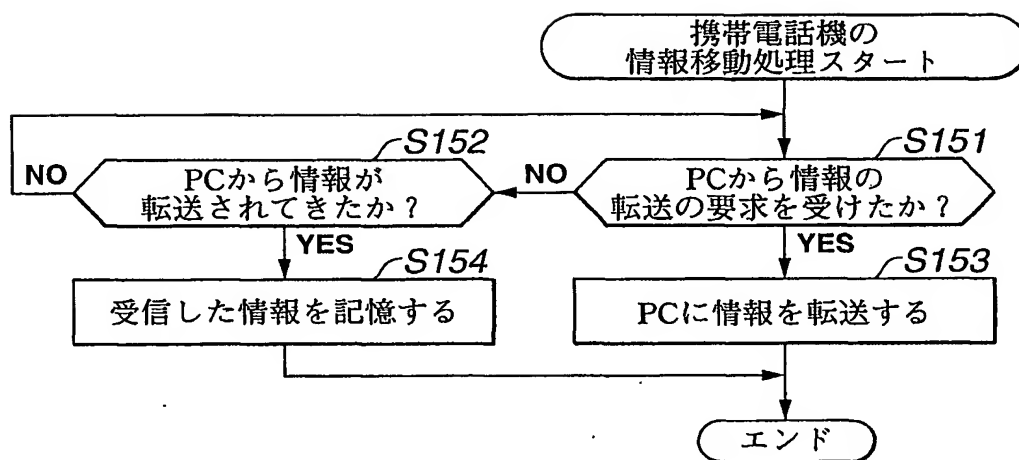 携帯電話機の
情報移動処理スタート
S151
PCから情報の
転送の要求を受けたか？
NO
YES
S152
PCから情報が
転送されてきたか？
NO
YES
S153
PCに情報を転送する
S154
受信した情報を記憶する
エンド